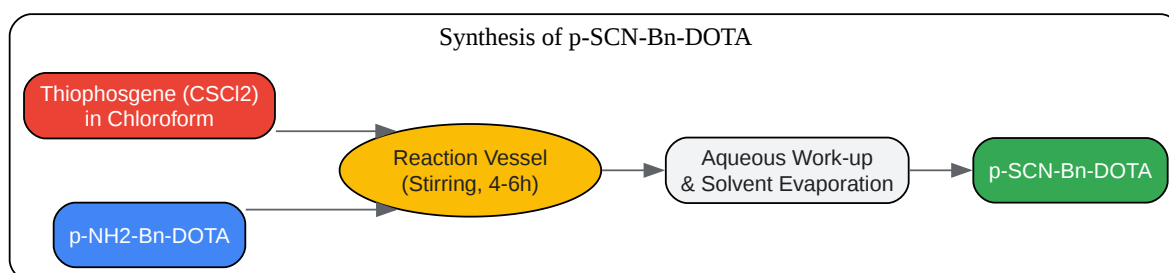 Synthesis of p-SCN-Bn-DOTA
Thiophosgene (CSCl2)
in Chloroform
p-NH2-Bn-DOTA
Reaction Vessel
(Stirring, 4-6h)
Aqueous Work-up
& Solvent Evaporation
p-SCN-Bn-DOTA